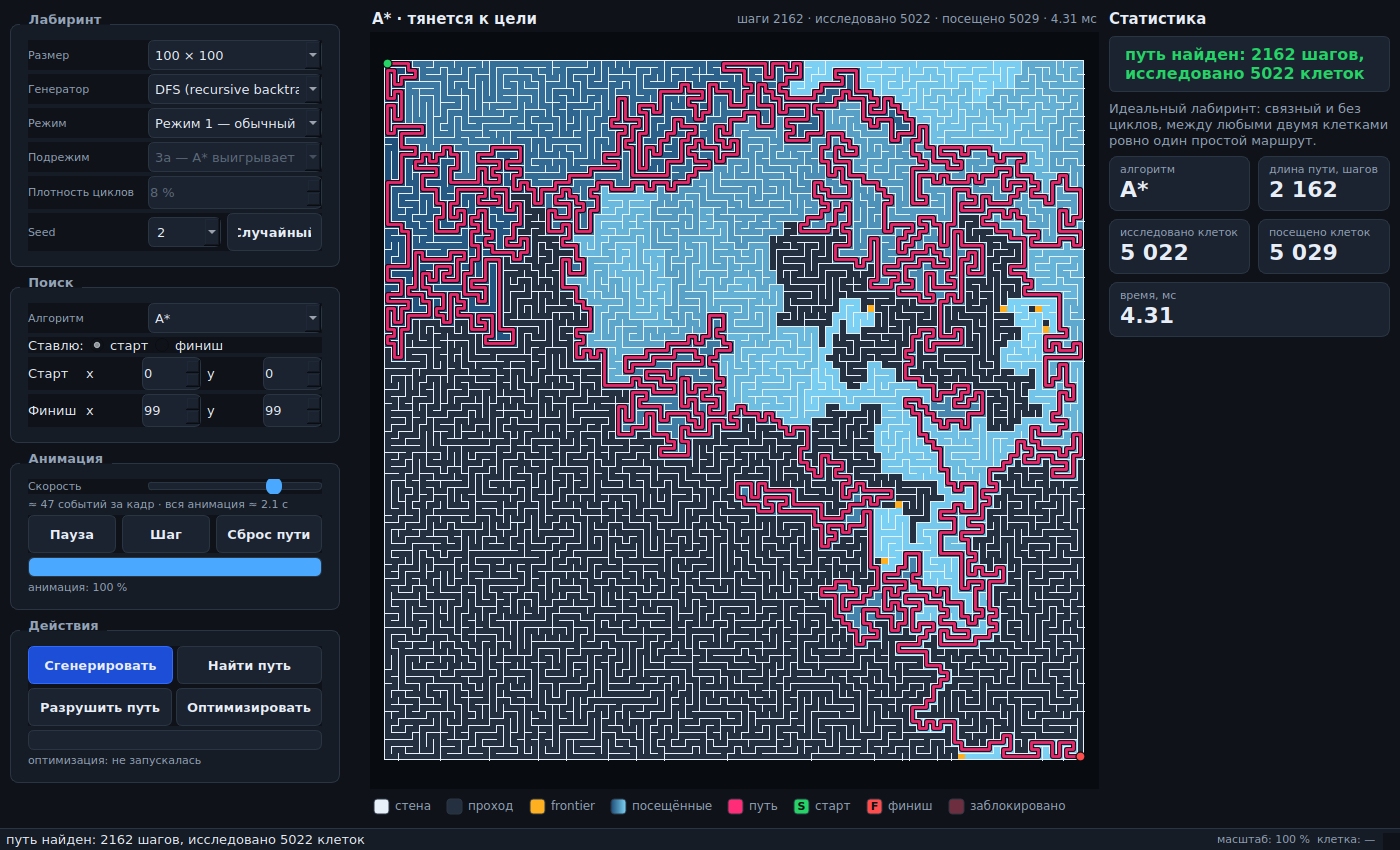 Лабиринт
Размер
100 × 100
Генератор
DFS (recursive backtra
Режим
Режим 1 — обычный
Подрежим
3а — A* выигрывает
Плотность циклов
8 %
Seed
2
Случайный
Поиск
Алгоритм
A*
Ставлю:
старт
финиш
Старт x 0 y 0
Финиш x 99 y 99
Анимация
Скорость
≈ 47 событий за кадр · вся анимация ≈ 2.1 с
Пауза
Шаг
Сброс пути
анимация: 100 %
Действия
Сгенерировать
Найти путь
Разрушить путь
Оптимизировать
оптимизация: не запускалась
A* · тянется к цели
шаги 2162 · исследовано 5022 · посещено 5029 · 4.31 мс
стена
проход
frontier
посещённые
путь
S старт
F финиш
заблокировано
Статистика
путь найден: 2162 шагов,
исследовано 5022 клеток
Идеальный лабиринт: связный и без
циклов, между любыми двумя клетками
ровно один простой маршрут.
алгоритм
A*
длина пути, шагов
2 162
исследовано клеток
5 022
посещено клеток
5 029
время, мс
4.31
путь найден: 2162 шагов, исследовано 5022 клеток
масштаб: 100 % клетка: —